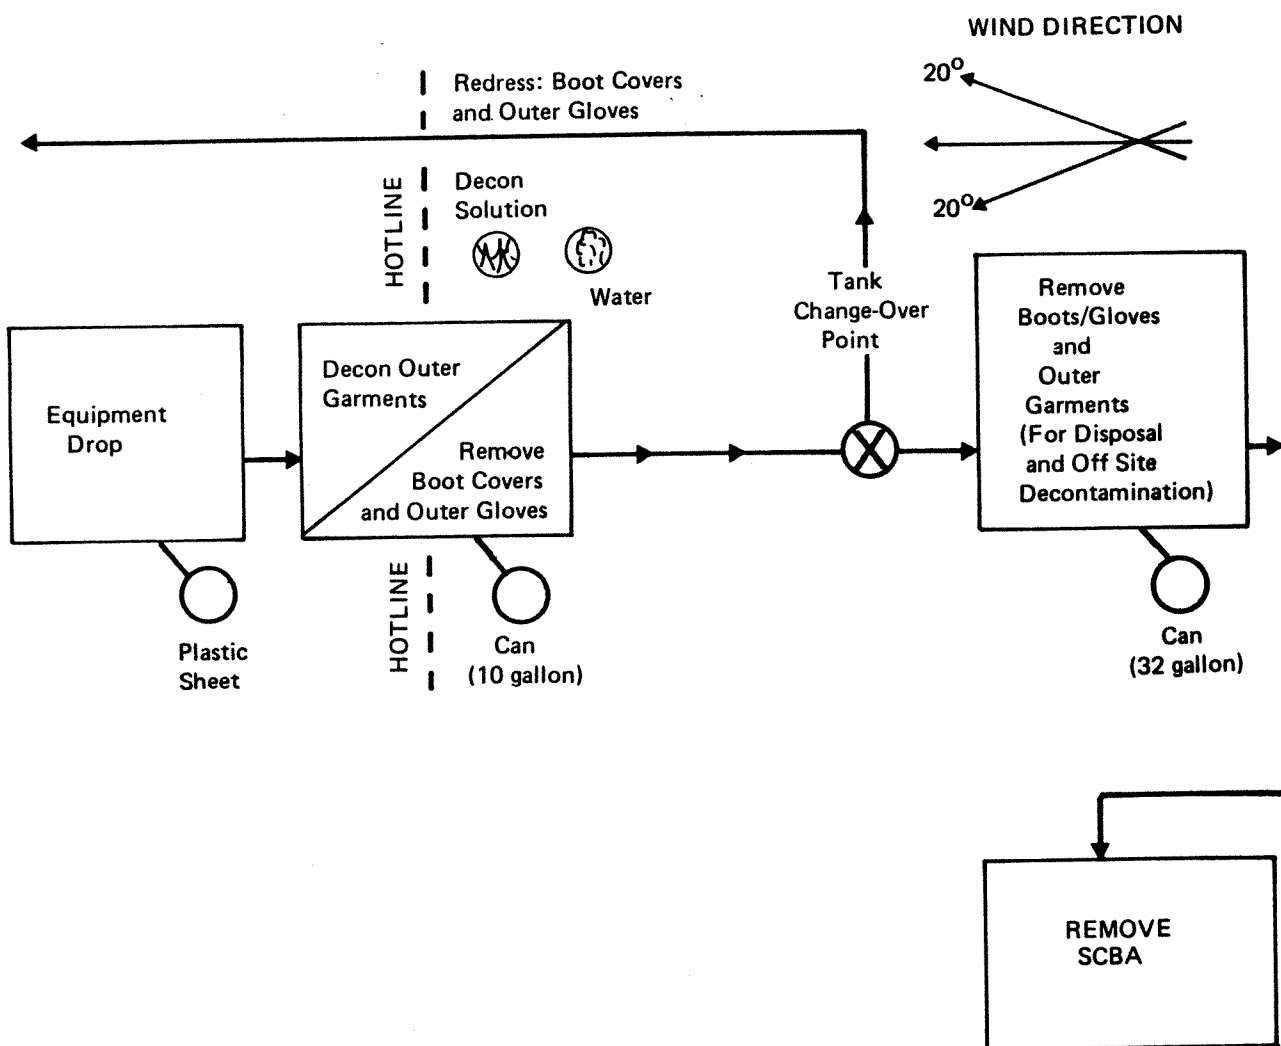 WIND DIRECTION
20°
20°
Redress: Boot Covers
and Outer Gloves
HOTLINE
Decon
Solution
Water
Tank
Change-Over
Point
Equipment
Drop
Decon Outer
Garments
Remove
Boot Covers
and Outer Gloves
X
Remove
Boots/Gloves
and
Outer
Garments
(For Disposal
and Off Site
Decontamination)
Plastic
Sheet
HOTLINE
Can
(10 gallon)
Can
(32 gallon)
REMOVE
SCBA